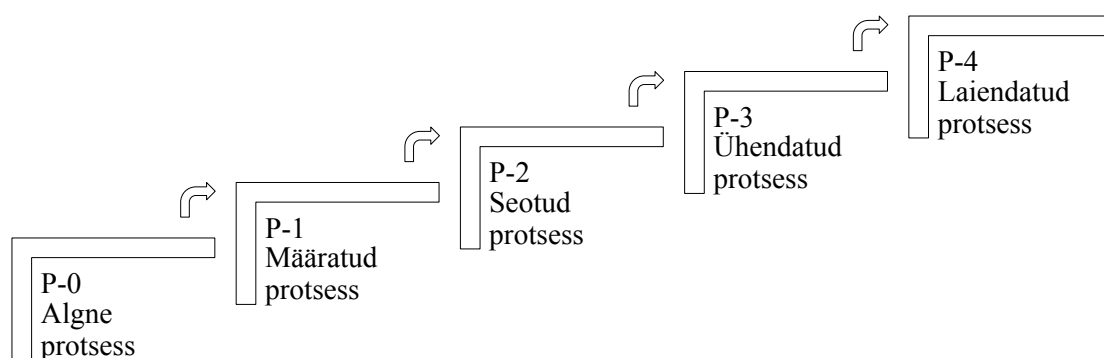 P-0
Algne
protsess
P-1
Määratud
protsess
P-2
Seotud
protsess
P-3
Ühendatud
protsess
P-4
Laiendatud
protsess